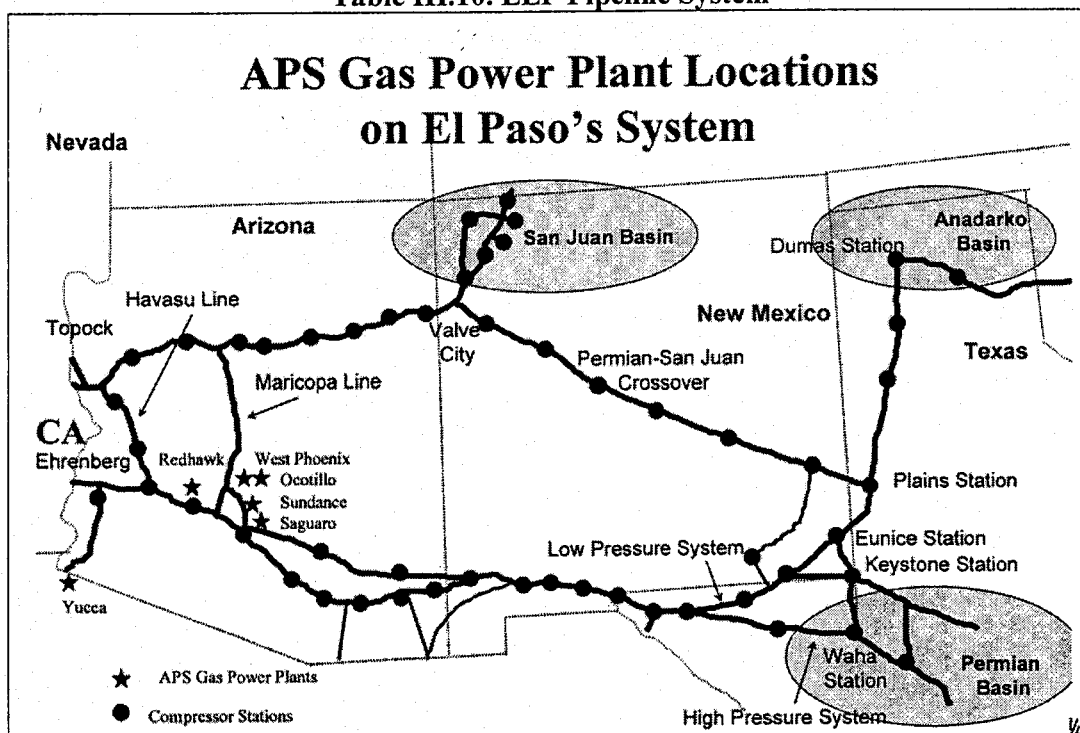 Table III.10: EEP Pipeline System
APS Gas Power Plant Locations
on El Paso's System
Nevada
Arizona
San Juan Basin
Anadarko
Basin
Dumas Station
Havasu Line
Topock
Valve
City
New Mexico
Texas
Permian-San Juan
Crossover
Maricopa Line
CA
Ehrenberg
Redhawk
West Phoenix
Ocotillo
Sundance
Saguaro
Plains Station
Eunice Station
Keystone Station
Low Pressure System
Yucca
Waha
Station
Permian
Basin
High Pressure System
APS Gas Power Plants
Compressor Stations